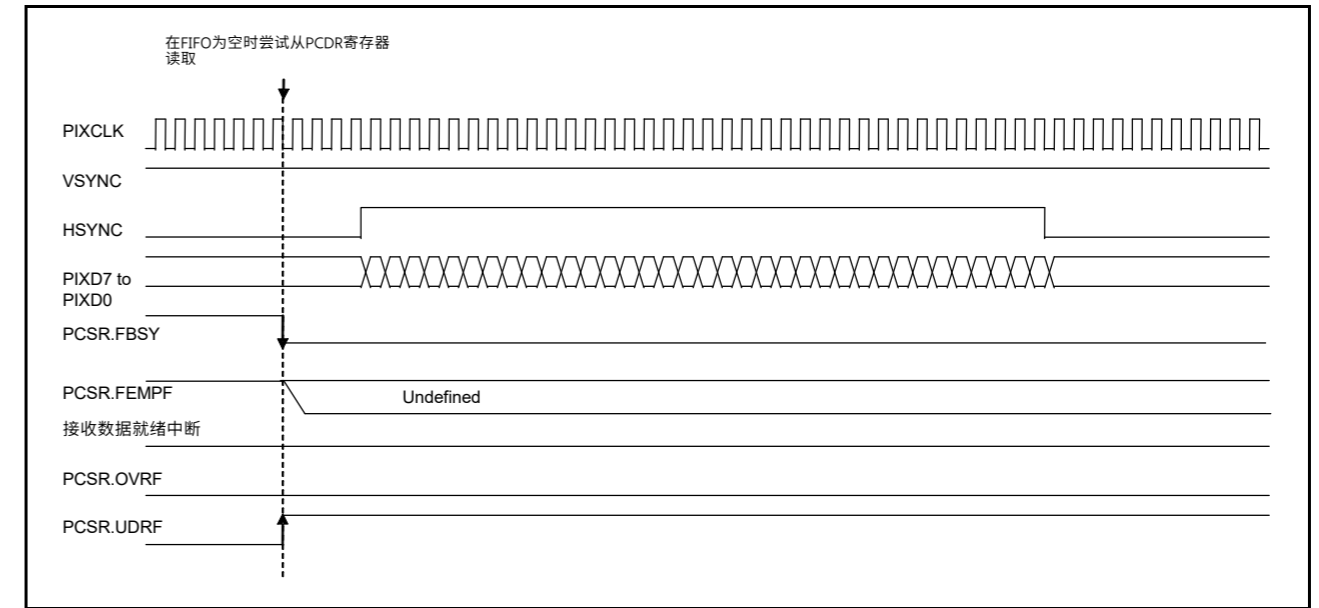 在FIFO为空时尝试从PCDR寄存器
读取
PIXCLK
VSYNC
HSYNC
PIXD7 to
PIXD0
PCSR.FBSY
PCSR.FEMPF
Undefined
接收数据就绪中断
PCSR.OVRF
PCSR.UDRF